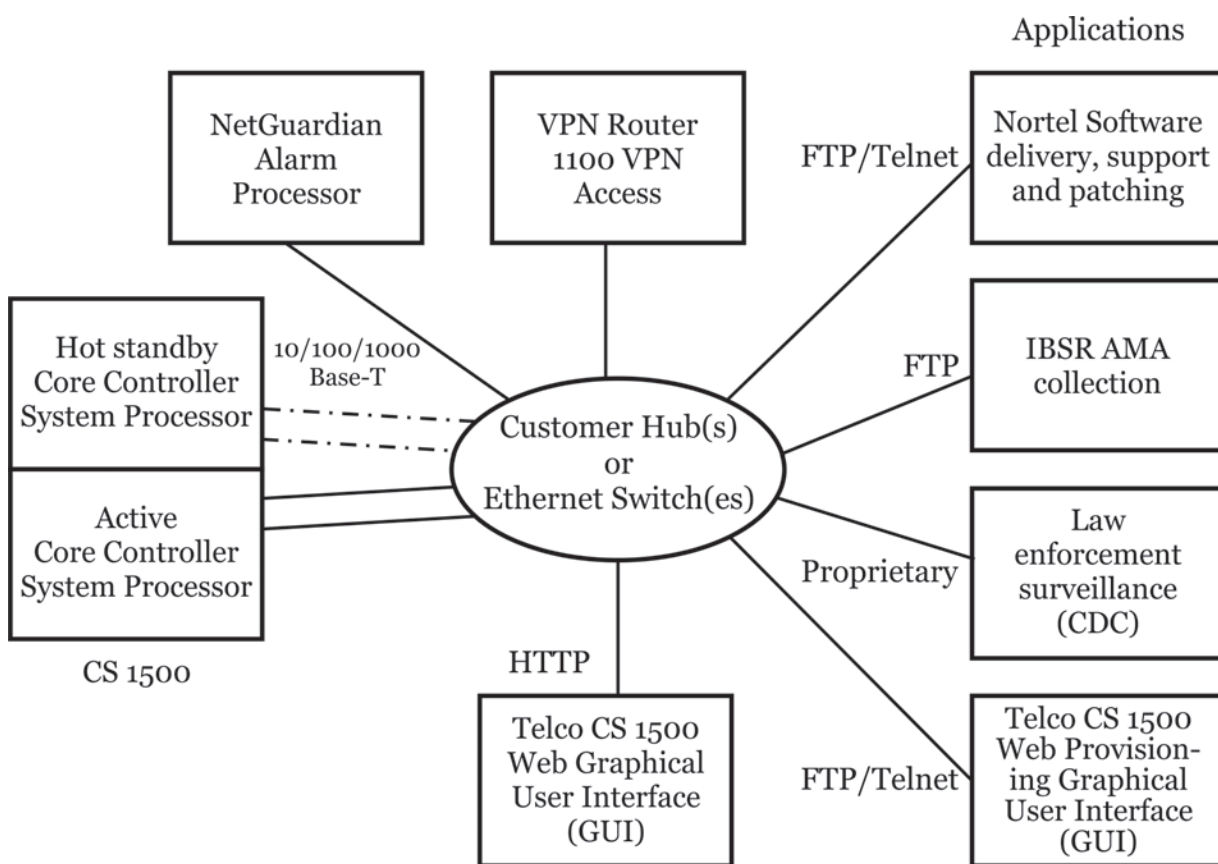 Applications
NetGuardian
Alarm
Processor
VPN Router
1100 VPN
Access
FTP/Telnet
Nortel Software
delivery, support
and patching
Hot standby
Core Controller
System Processor
10/100/1000
Base-T
FTP
IBSR AMA
collection
Customer Hub(s)
or
Ethernet Switch(es)
Active
Core Controller
System Processor
CS 1500
Proprietary
Law
enforcement
surveillance
(CDC)
HTTP
Telco CS 1500
Web Graphical
User Interface
(GUI)
FTP/Telnet
Telco CS 1500
Web Provision-
ing Graphical
User Interface
(GUI)